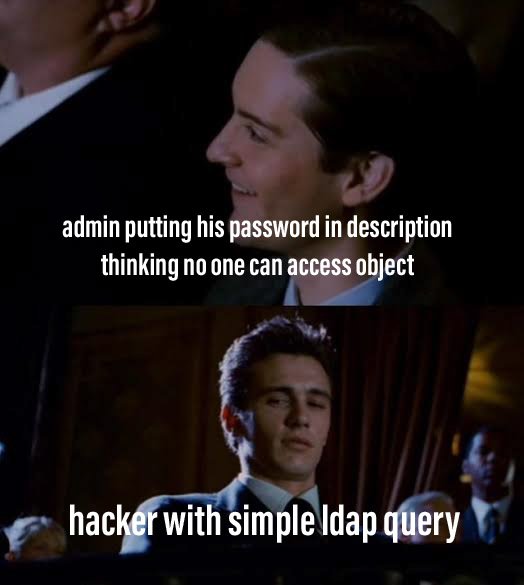 admin putting his password in description
thinking no one can access object
hacker with simple ldap query